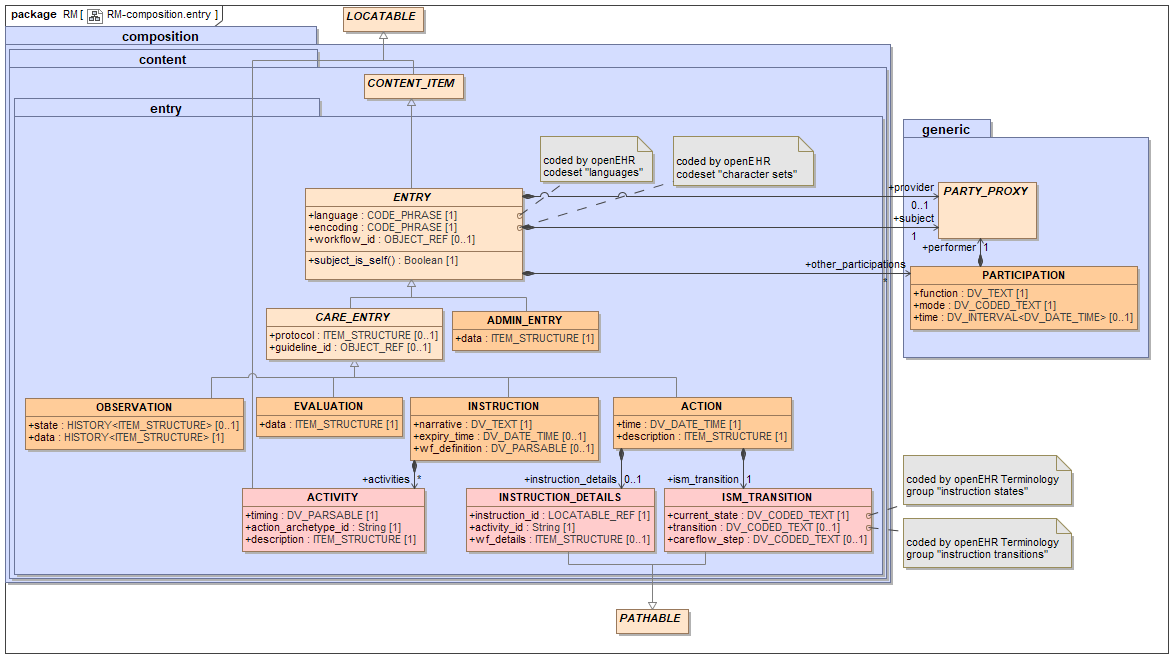 package RM [ RM-composition.entry ]
LOCATABLE
composition
content
CONTENT_ITEM
entry
generic
coded by openEHR
codeset "languages"
coded by openEHR
codeset "character sets"
ENTRY
+language : CODE_PHRASE [1]
+encoding : CODE_PHRASE [1]
+workflow_id : OBJECT_REF [0..1]
+subject_is_self() : Boolean [1]
+provider
0..1
+subject
1
PARTY_PROXY
+performer
1
+other_participations
*
PARTICIPATION
+function : DV_TEXT [1]
+mode : DV_CODED_TEXT [1]
+time : DV_INTERVAL<DV_DATE_TIME> [0..1]
CARE_ENTRY
+protocol : ITEM_STRUCTURE [0..1]
+guideline_id : OBJECT_REF [0..1]
ADMIN_ENTRY
+data : ITEM_STRUCTURE [1]
OBSERVATION
+state : HISTORY<ITEM_STRUCTURE> [0..1]
+data : HISTORY<ITEM_STRUCTURE> [1]
EVALUATION
+data : ITEM_STRUCTURE [1]
INSTRUCTION
+narrative : DV_TEXT [1]
+expiry_time : DV_DATE_TIME [0..1]
+wf_definition : DV_PARSABLE [0..1]
ACTION
+time : DV_DATE_TIME [1]
+description : ITEM_STRUCTURE [1]
+activities
*
+instruction_details
0..1
+ism_transition
1
ACTIVITY
+timing : DV_PARSABLE [1]
+action_archetype_id : String [1]
+description : ITEM_STRUCTURE [1]
INSTRUCTION_DETAILS
+instruction_id : LOCATABLE_REF [1]
+activity_id : String [1]
+wf_details : ITEM_STRUCTURE [0..1]
ISM_TRANSITION
+current_state : DV_CODED_TEXT [1]
+transition : DV_CODED_TEXT [0..1]
+careflow_step : DV_CODED_TEXT [0..1]
coded by openEHR Terminology
group "instruction states"
coded by openEHR Terminology
group "instruction transitions"
PATHABLE